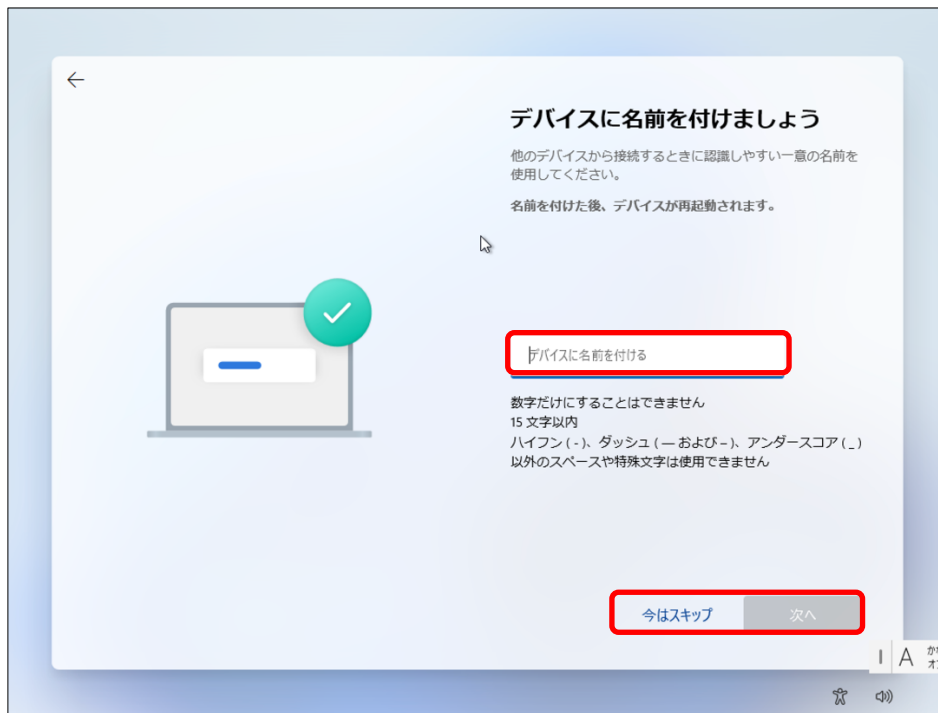 デバイスに名前を付けましょう
他のデバイスから接続するときに認識しやすい一意の名前を
使用してください。
名前を付けた後、デバイスが再起動されます。
デバイスに名前を付ける
数字だけにすることはできません
15 文字以内
ハイフン ( - )、ダッシュ ( — および – )、アンダースコア ( _ )
以外のスペースや特殊文字は使用できません
今はスキップ
次へ
A